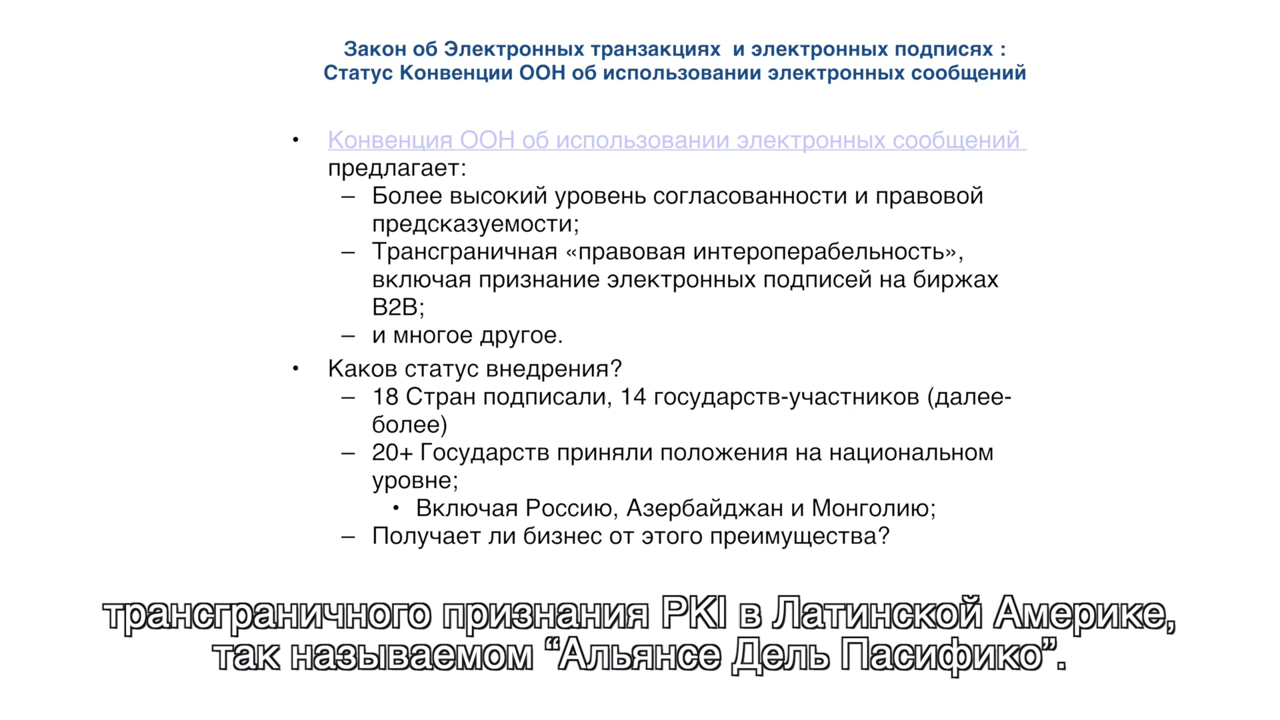 Закон об Электронных транзакциях и электронных подписях :
Статус Конвенции ООН об использовании электронных сообщений
• Конвенция ООН об использовании электронных сообщений
предлагает:
– Более высокий уровень согласованности и правовой
предсказуемости;
– Трансграничная «правовая интероперабельность»,
включая признание электронных подписей на биржах
B2B;
– и многое другое.
• Каков статус внедрения?
– 18 Стран подписали, 14 государств-участников (далее-
более)
– 20+ Государств приняли положения на национальном
уровне;
• Включая Россию, Азербайджан и Монголию;
– Получает ли бизнес от этого преимущества?
трансграничного признания PKI в Латинской Америке,
так называемом “Альянсе Дель Пасифико”.